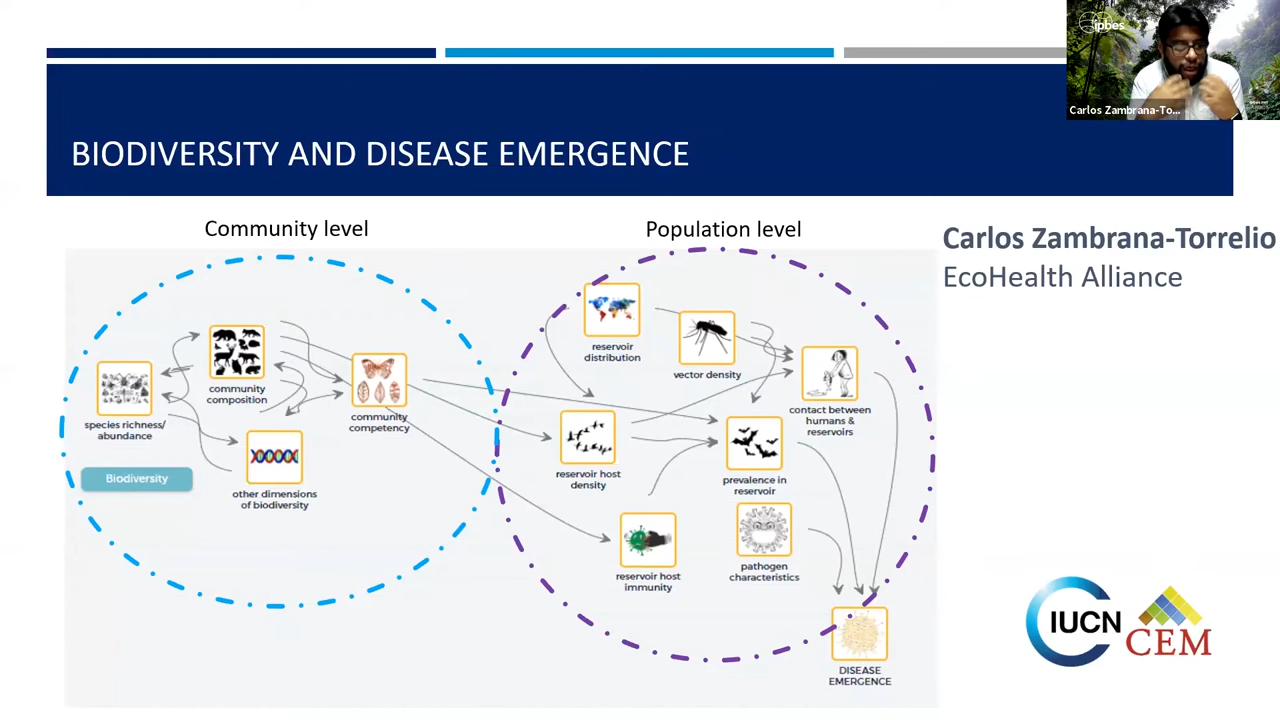 ipbes
Carlos Zambrana-To...
BIODIVERSITY AND DISEASE EMERGENCE
Community level
Population level
Carlos Zambrana-Torrelio
EcoHealth Alliance
species richness/
abundance
community
composition
community
competency
other dimensions
of biodiversity
Biodiversity
reservoir
distribution
vector density
contact between
humans &
reservoirs
reservoir host
density
prevalence in
reservoir
reservoir host
immunity
pathogen
characteristics
DISEASE
EMERGENCE
IUCN
CEM